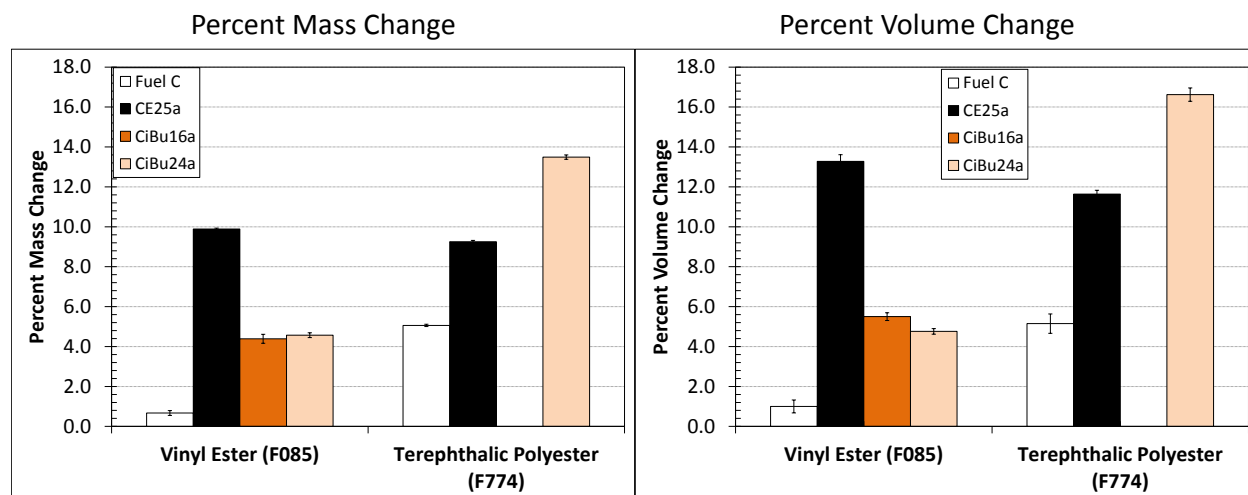 Percent Mass Change
Percent Volume Change
Percent Mass Change
18.0
16.0
14.0
12.0
10.0
8.0
6.0
4.0
2.0
0.0
Fuel C
CE25a
CiBu16a
CiBu24a
Vinyl Ester (F085)
Terephthalic Polyester
(F774)
Percent Volume Change
18.0
16.0
14.0
12.0
10.0
8.0
6.0
4.0
2.0
0.0
Fuel C
CE25a
CiBu16a
CiBu24a
Vinyl Ester (F085)
Terephthalic Polyester
(F774)